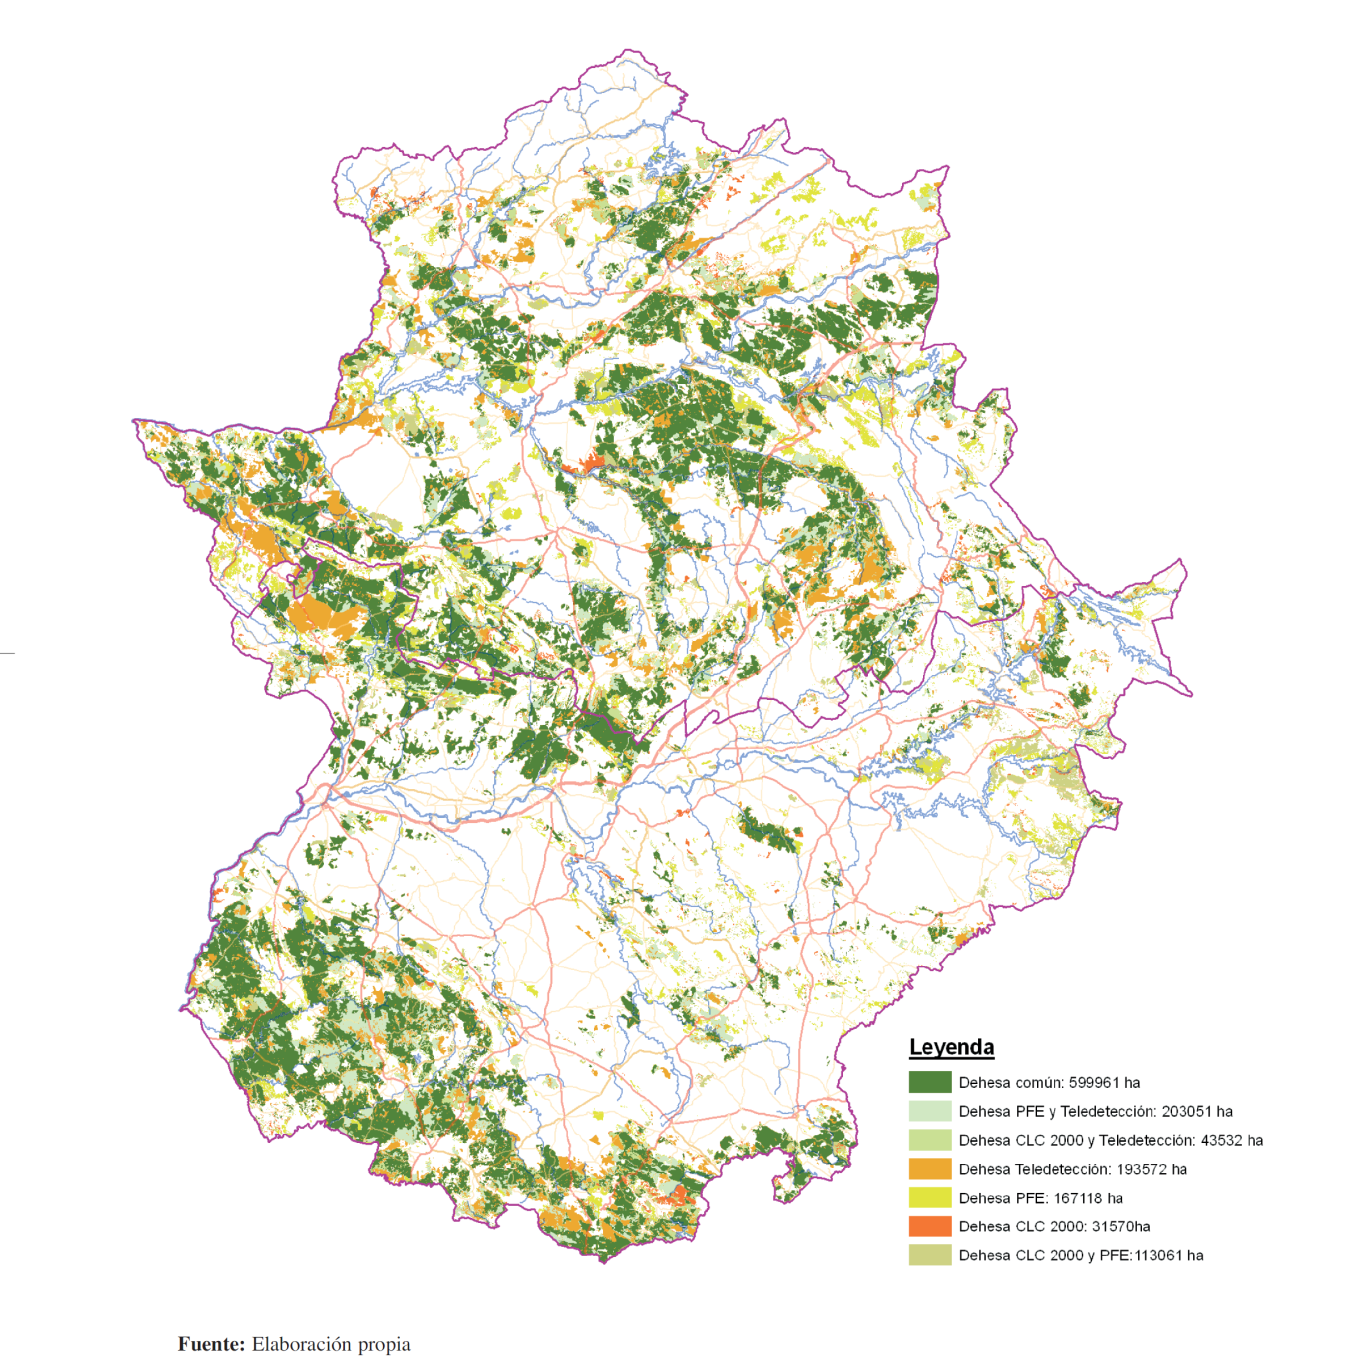 Leyenda
Dehesa común: 599961 ha
Dehesa PFE y Teledetección: 203051 ha
Dehesa CLC 2000 y Teledetección: 43532 ha
Dehesa Teledetección: 193572 ha
Dehesa PFE: 167118 ha
Dehesa CLC 2000: 31570ha
Dehesa CLC 2000 y PFE:113061 ha
Fuente: Elaboración propia